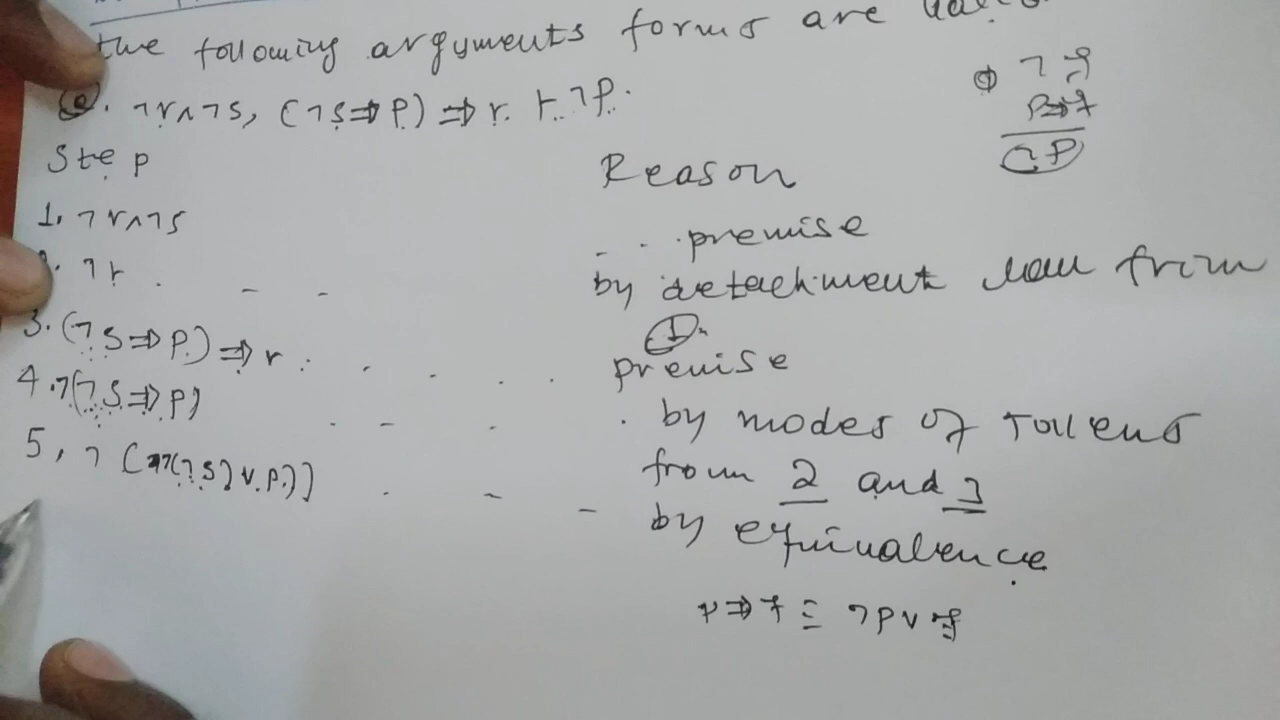 the following arguments forms are
(e). ¬r∧¬s, (¬s⇒p)⇒r. ⊢ ¬p.
¬q
p⇒q
¬p
Step Reason
1. ¬r∧¬s premise
2. ¬r by detachment law from
①.
3. (¬s⇒p)⇒r premise
4. ¬(¬s⇒p) by modes of Tollens
from 2 and 3
5, ¬(¬(¬s)∨p)) by equivalence
p⇒q ≡ ¬p∨q